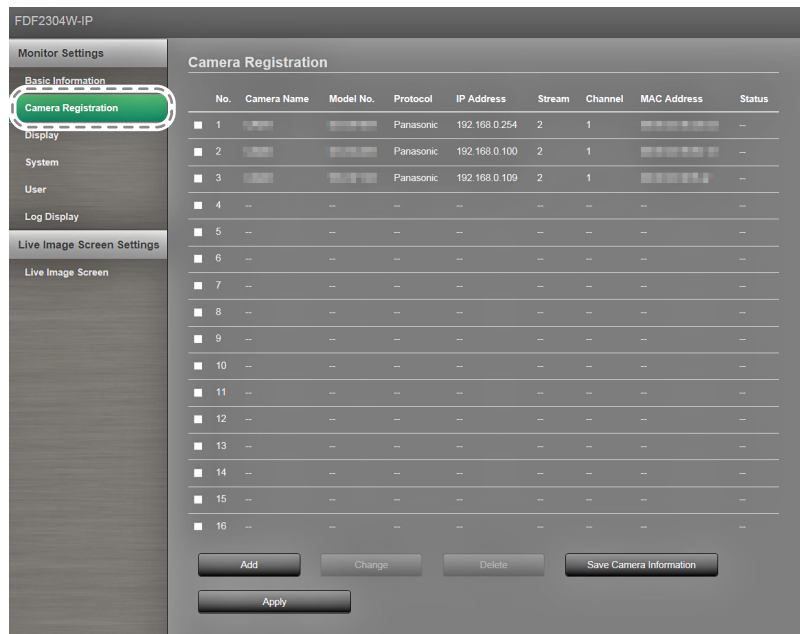 FDF2304W-IP
Monitor Settings
Basic Information
Camera Registration
Display
System
User
Log Display
Live Image Screen Settings
Live Image Screen
Camera Registration
No. Camera Name Model No. Protocol IP Address Stream Channel MAC Address Status
1 Panasonic 192.168.0.254 2 1 --
2 Panasonic 192.168.0.100 2 1 --
3 Panasonic 192.168.0.109 2 1 --
4 -- -- -- -- -- -- -- --
5 -- -- -- -- -- -- -- --
6 -- -- -- -- -- -- -- --
7 -- -- -- -- -- -- -- --
8 -- -- -- -- -- -- -- --
9 -- -- -- -- -- -- -- --
10 -- -- -- -- -- -- -- --
11 -- -- -- -- -- -- -- --
12 -- -- -- -- -- -- -- --
13 -- -- -- -- -- -- -- --
14 -- -- -- -- -- -- -- --
15 -- -- -- -- -- -- -- --
16 -- -- -- -- -- -- -- --
Add Change Delete Save Camera Information
Apply